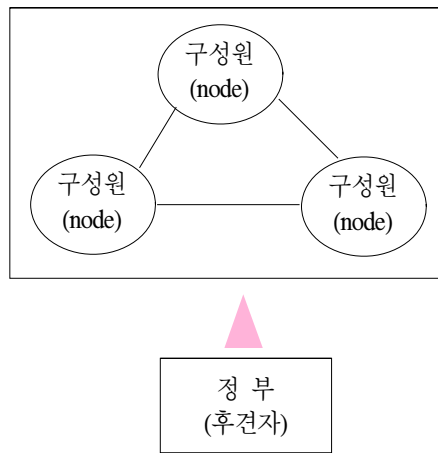 구성원
(node)
구성원
(node)
구성원
(node)
정 부
(후견자)